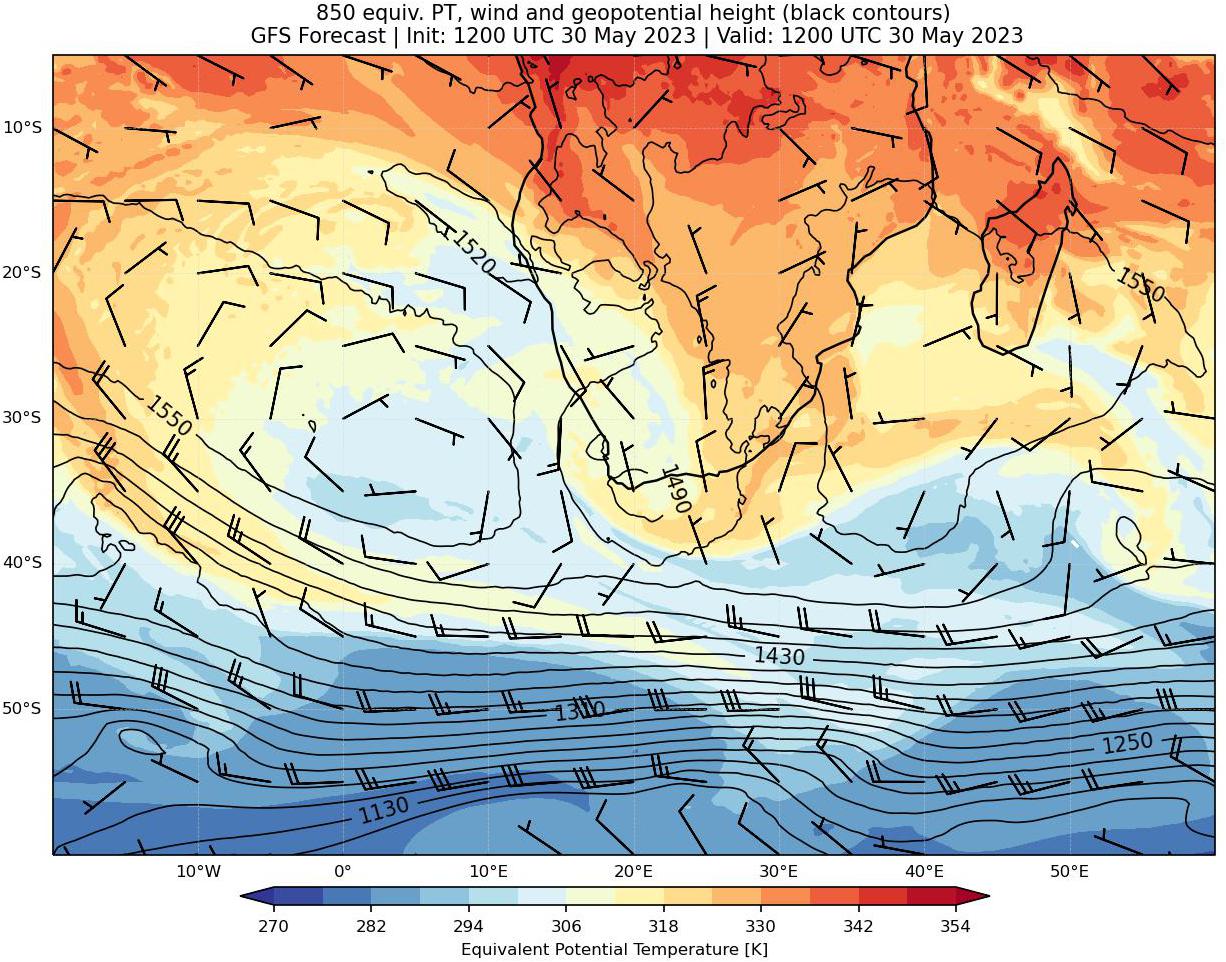 850 equiv. PT, wind and geopotential height (black contours)
GFS Forecast | Init: 1200 UTC 30 May 2023 | Valid: 1200 UTC 30 May 2023
10°S
20°S
30°S
40°S
50°S
1520
1550
1550
1490
1430
1310
1250
1130
10°W
0°
10°E
20°E
30°E
40°E
50°E
270
282
294
306
318
330
342
354
Equivalent Potential Temperature [K]